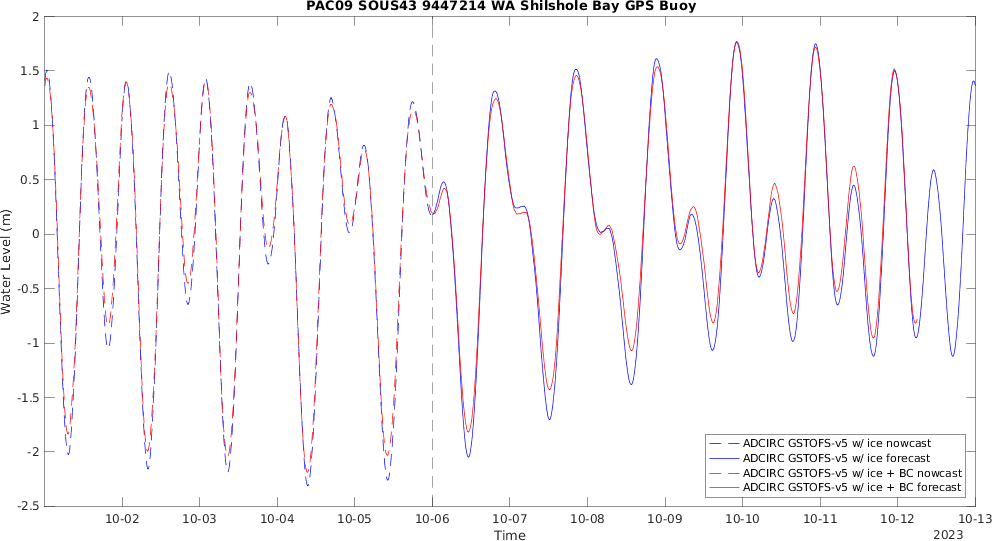 PAC09 SOUS43 9447214 WA Shilshole Bay GPS Buoy
2
1.5
1
0.5
0
-0.5
-1
-1.5
-2
-2.5
Water Level (m)
10-02 10-03 10-04 10-05 10-06 10-07 10-08 10-09 10-10 10-11 10-12 10-13
Time
2023
ADCIRC GSTOFS-v5 w/ ice nowcast
ADCIRC GSTOFS-v5 w/ ice forecast
ADCIRC GSTOFS-v5 w/ ice + BC nowcast
ADCIRC GSTOFS-v5 w/ ice + BC forecast